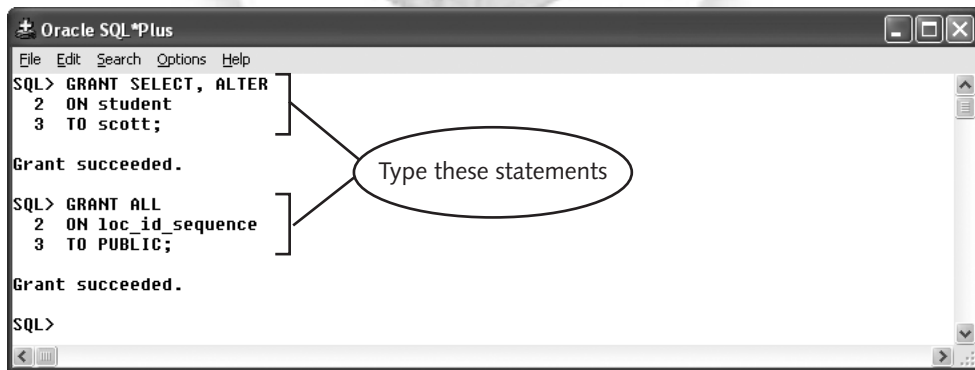 Oracle SQL*Plus
File Edit Search Options Help
SQL> GRANT SELECT, ALTER
2 ON student
3 TO scott;
Grant succeeded.
Type these statements
SQL> GRANT ALL
2 ON loc_id_sequence
3 TO PUBLIC;
Grant succeeded.
SQL>